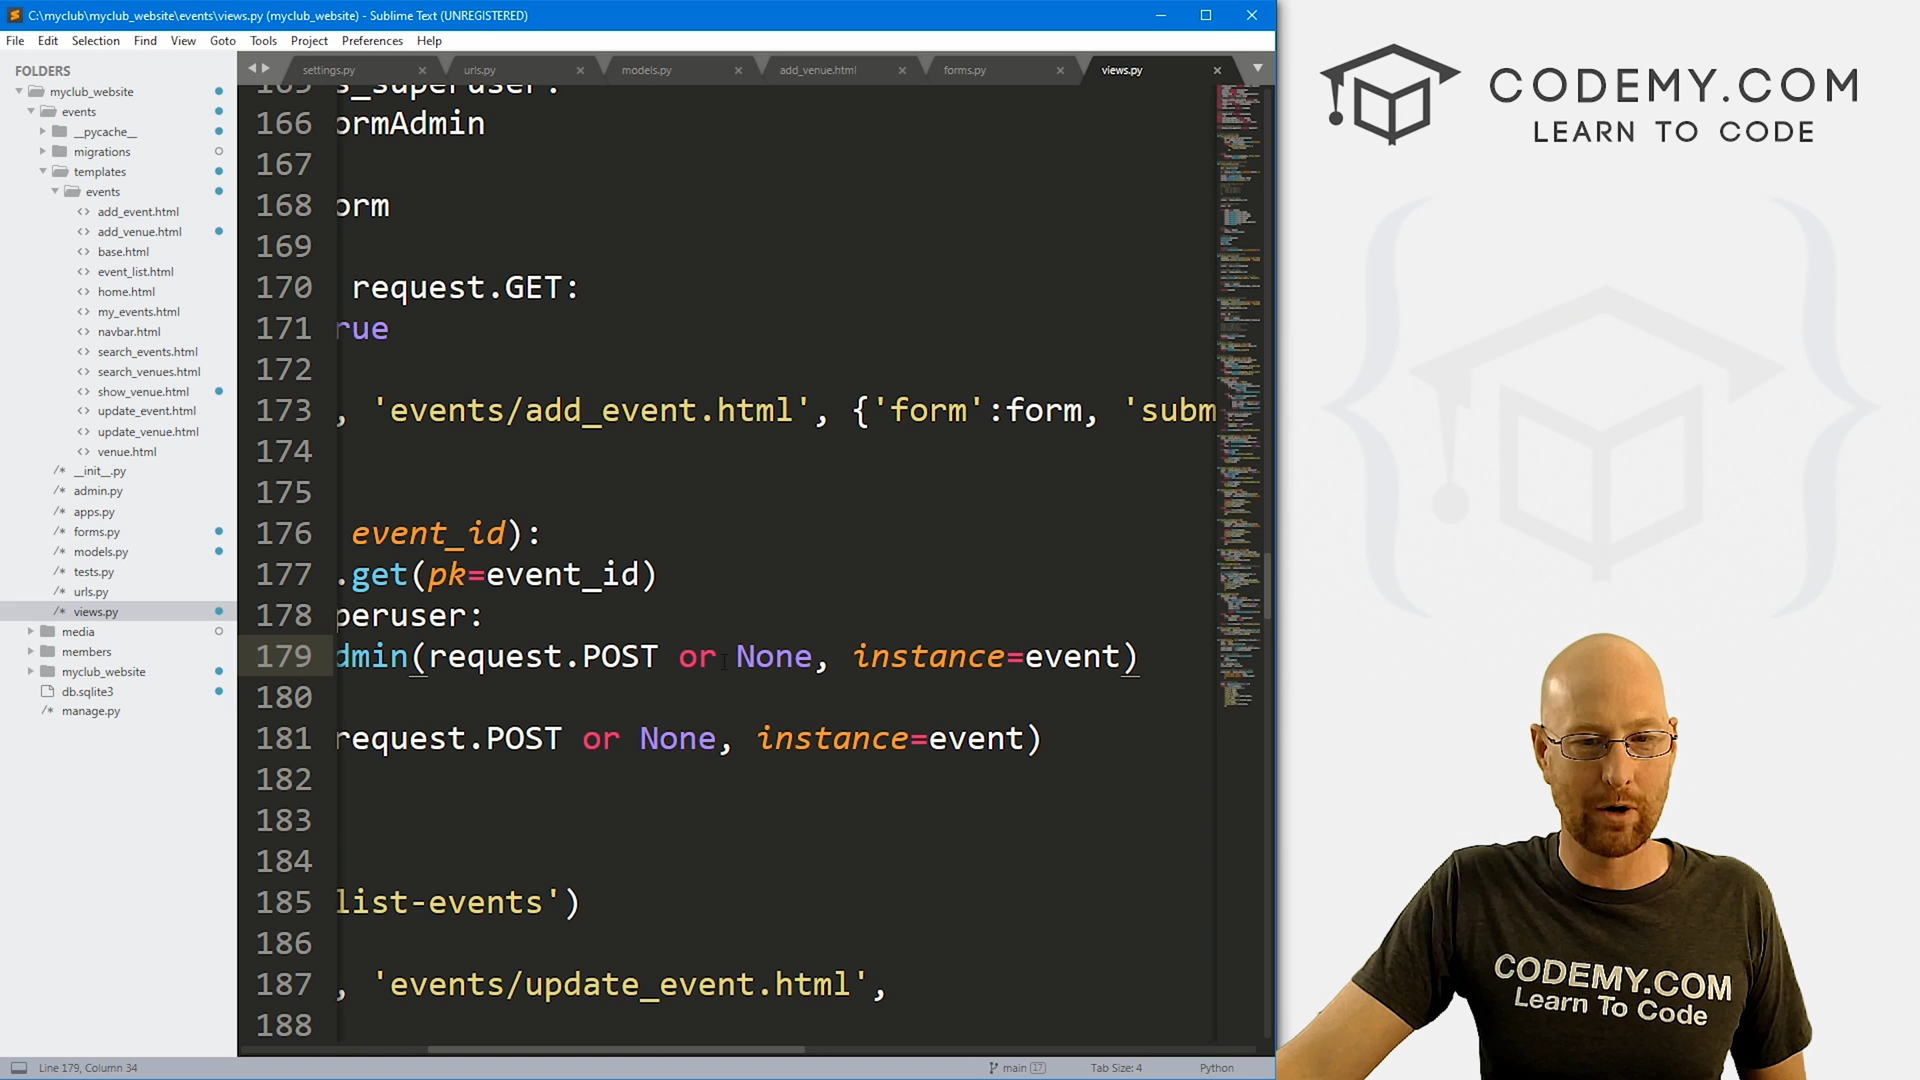 C:\myclub\myclub_website\events\views.py (myclub_website) - Sublime Text (UNREGISTERED)
File Edit Selection Find View Goto Tools Project Preferences Help
FOLDERS
myclub_website
events
__pycache__
migrations
templates
events
add_event.html
add_venue.html
base.html
event_list.html
home.html
my_events.html
navbar.html
search_events.html
search_venues.html
show_venue.html
update_event.html
update_venue.html
venue.html
__init__.py
admin.py
apps.py
forms.py
models.py
tests.py
urls.py
views.py
media
members
myclub_website
db.sqlite3
manage.py
settings.py urls.py models.py add_venue.html forms.py views.py
165 s_superuser:
166 ormAdmin
167
168 orm
169
170 request.GET:
171 rue
172
173 , 'events/add_event.html', {'form':form, 'subm
174
175
176 event_id):
177 .get(pk=event_id)
178 peruser:
179 dmin(request.POST or None, instance=event)
180
181 request.POST or None, instance=event)
182
183
184
185 list-events')
186
187 , 'events/update_event.html',
188
Line 179, Column 34
main 17
Tab Size: 4
Python
CODEMY.COM
LEARN TO CODE
CODEMY.COM
Learn To Code